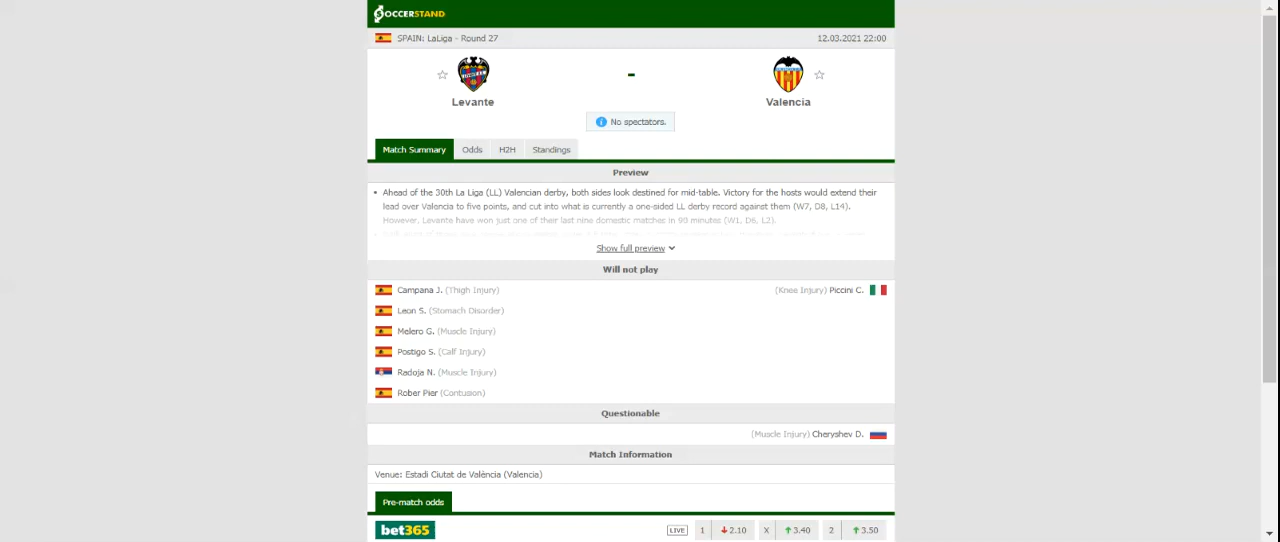 SOCCERSTAND
SPAIN: LaLiga - Round 27
12.03.2021 22:00
-
Levante
Valencia
No spectators.
Match Summary
Odds
H2H
Standings
Preview
Ahead of the 30th La Liga (LL) Valencian derby, both sides look destined for mid-table. Victory for the hosts would extend their
lead over Valencia to five points, and cut into what is currently a one-sided LL derby record against them (W7, D8, L14).
However, Levante have won just one of their last nine domestic matches in 90 minutes (W1, D6, L2).
Show full preview
Will not play
Campana J. (Thigh Injury)
(Knee Injury) Piccini C.
Leon S. (Stomach Disorder)
Melero G. (Muscle Injury)
Postigo S. (Calf Injury)
Radoja N. (Muscle Injury)
Rober Pier (Contusion)
Questionable
(Muscle Injury) Cheryshev D.
Match Information
Venue: Estadi Ciutat de València (Valencia)
Pre-match odds
bet365
LIVE
1 2.10
X 3.40
2 3.50